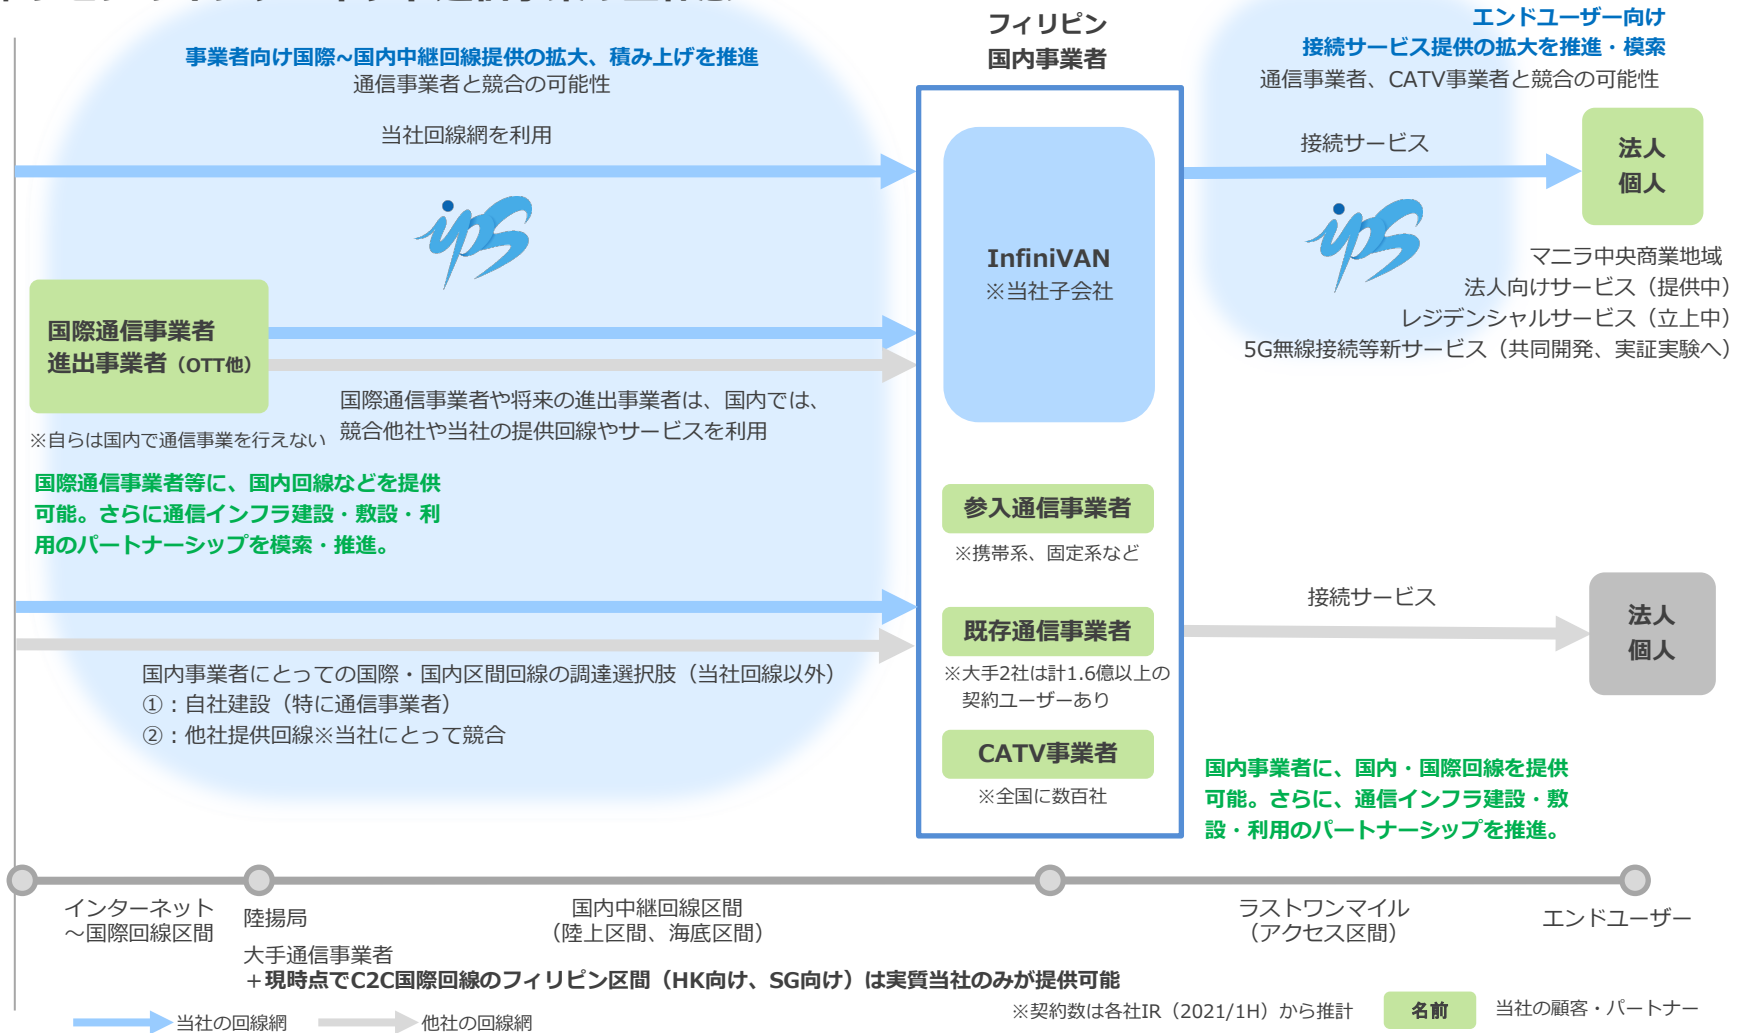 事業者向け国際~国内中継回線提供の拡大、積み上げを推進
通信事業者と競合の可能性
フィリピン
国内事業者
エンドユーザー向け
接続サービス提供の拡大を推進・模索
通信事業者、CATV事業者と競合の可能性
当社回線網を利用
接続サービス
法人
個人
ips
ips
InfiniVAN
※当社子会社
マニラ中央商業地域
法人向けサービス（提供中）
レジデンシャルサービス（立上中）
5G無線接続等新サービス（共同開発、実証実験へ）
国際通信事業者
進出事業者（OTT他）
※自らは国内で通信事業を行えない
国際通信事業者や将来の進出事業者は、国内では、
競合他社や当社の提供回線やサービスを利用
国際通信事業者等に、国内回線などを提供
可能。さらに通信インフラ建設・敷設・利
用のパートナーシップを模索・推進。
参入通信事業者
※携帯系、固定系など
既存通信事業者
※大手2社は計1.6億以上の
契約ユーザーあり
CATV事業者
※全国に数百社
接続サービス
法人
個人
国内事業者にとっての国際・国内区間回線の調達選択肢（当社回線以外）
①：自社建設（特に通信事業者）
②：他社提供回線※当社にとって競合
国内事業者に、国内・国際回線を提供
可能。さらに、通信インフラ建設・敷
設・利用のパートナーシップを推進。
インターネット
～国際回線区間
陸揚局
大手通信事業者
＋現時点でC2C国際回線のフィリピン区間（HK向け、SG向け）は実質当社のみが提供可能
国内中継回線区間
（陸上区間、海底区間）
ラストワンマイル
（アクセス区間）
エンドユーザー
当社の回線網
他社の回線網
※契約数は各社IR（2021/1H）から推計
名前
当社の顧客・パートナー